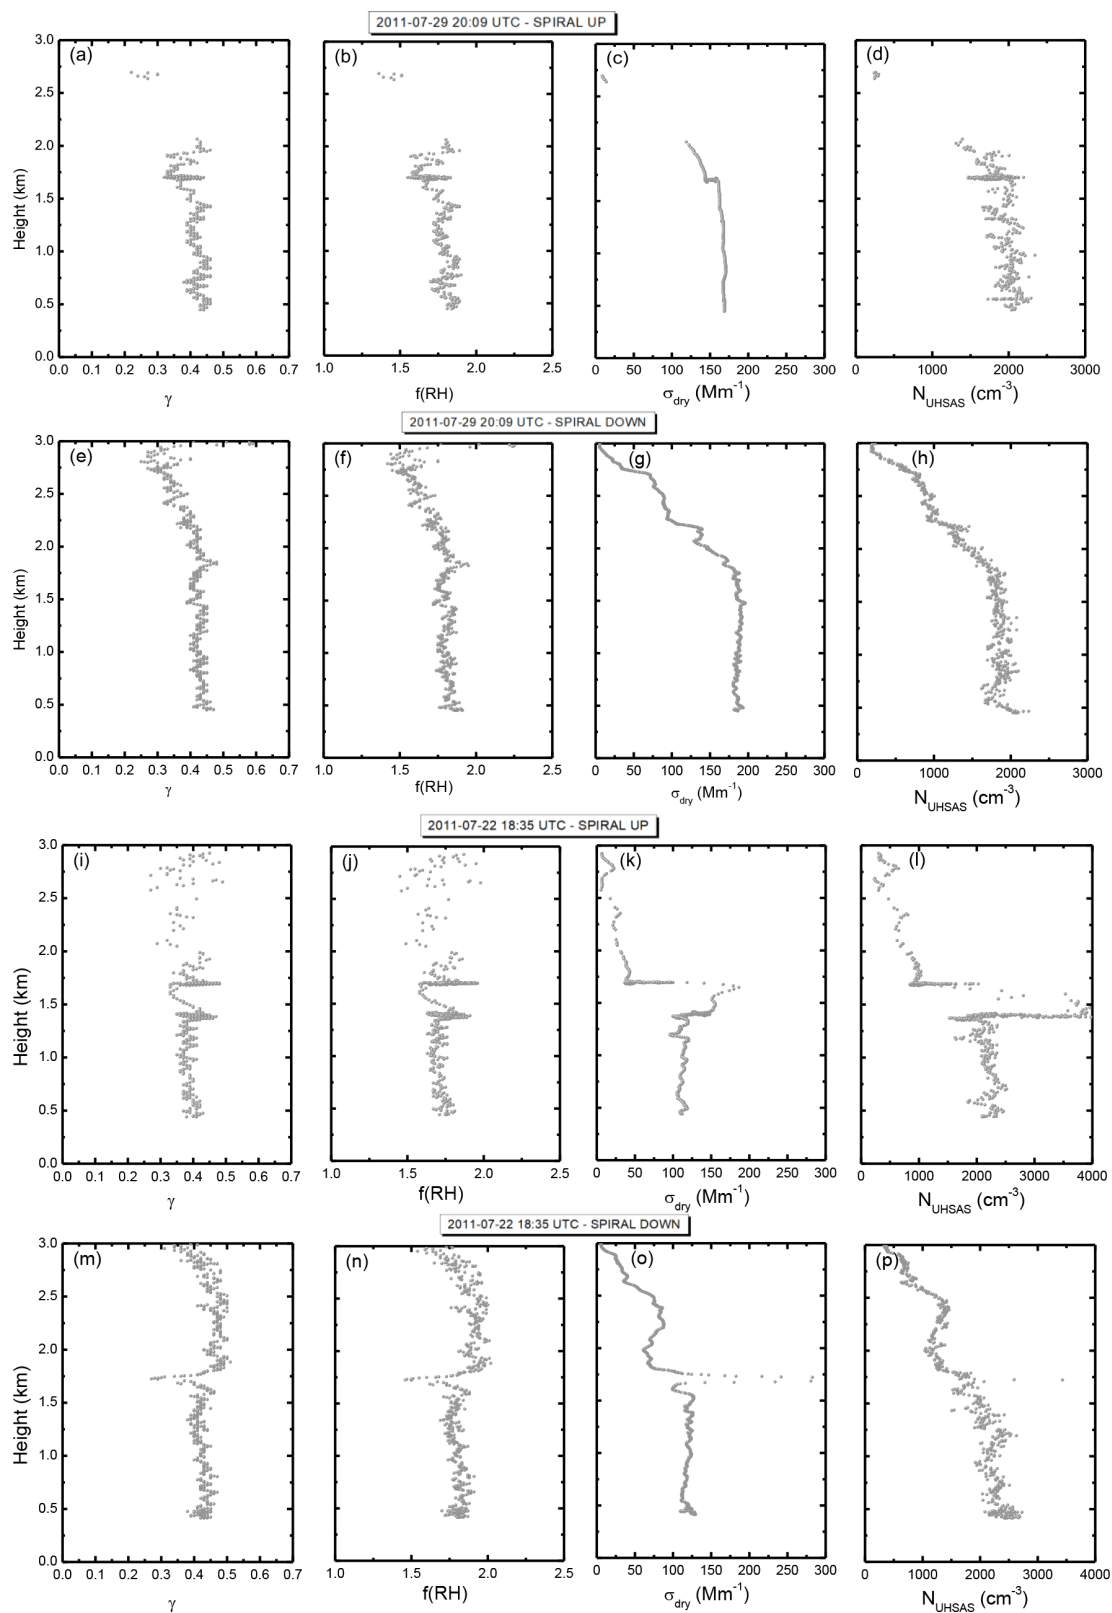 2011-07-29 20:09 UTC - SPIRAL UP
(a) (b) (c) (d)
3.0
2.5
2.0
1.5
1.0
0.5
0.0
Height (km)
0.0 0.1 0.2 0.3 0.4 0.5 0.6 0.7 1.0 1.5 2.0 2.5 0 50 100 150 200 250 300 0 1000 2000 3000
γ f(RH) σdry (Mm-1) NUHSAS (cm-3)
2011-07-29 20:09 UTC - SPIRAL DOWN
(e) (f) (g) (h)
3.0
2.5
2.0
1.5
1.0
0.5
0.0
Height (km)
0.0 0.1 0.2 0.3 0.4 0.5 0.6 0.7 1.0 1.5 2.0 2.5 0 50 100 150 200 250 300 0 1000 2000 3000
γ f(RH) σdry (Mm-1) NUHSAS (cm-3)
2011-07-22 18:35 UTC - SPIRAL UP
(i) (j) (k) (l)
3.0
2.5
2.0
1.5
1.0
0.5
0.0
Height (km)
0.0 0.1 0.2 0.3 0.4 0.5 0.6 0.7 1.0 1.5 2.0 2.5 0 50 100 150 200 250 300 0 1000 2000 3000 4000
γ f(RH) σdry (Mm-1) NUHSAS (cm-3)
2011-07-22 18:35 UTC - SPIRAL DOWN
(m) (n) (o) (p)
3.0
2.5
2.0
1.5
1.0
0.5
0.0
Height (km)
0.0 0.1 0.2 0.3 0.4 0.5 0.6 0.7 1.0 1.5 2.0 2.5 0 50 100 150 200 250 300 0 1000 2000 3000 4000
γ f(RH) σdry (Mm-1) NUHSAS (cm-3)